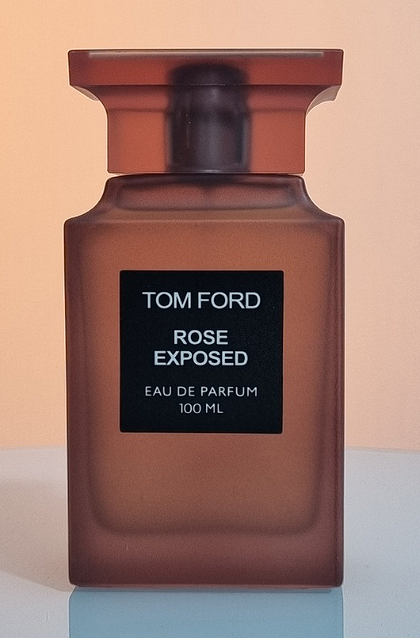 TOM FORD
ROSE
EXPOSED
EAU DE PARFUM
100 ML